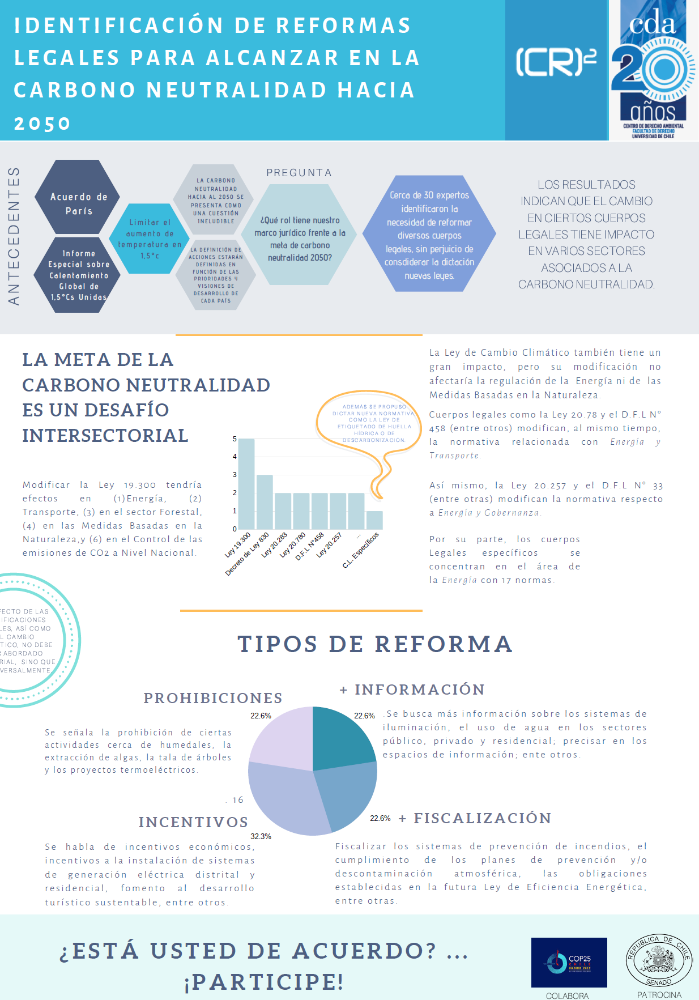 IDENTIFICACIÓN DE REFORMAS
LEGALES PARA ALCANZAR EN LA
CARBONO NEUTRALIDAD HACIA
2050
(CR)2
cda
20
años
CENTRO DE DERECHO AMBIENTAL
FACULTAD DE DERECHO
UNIVERSIDAD DE CHILE
ANTECEDENTES
Acuerdo de
París
Informe
Especial sobre
Calentamiento
Global de
1,5°Cs Unidas
Limitar el
aumento de
temperatura en
1,5°c
LA CARBONO
NEUTRALIDAD
HACIA AL 2050 SE
PRESENTA COMO
UNA CUESTIÓN
INELUDIBLE
LA DEFINICIÓN DE
ACCIONES ESTARÁN
DEFINIDAS EN
FUNCIÓN DE LAS
PRIORIDADES Y
VISIONES DE
DESARROLLO DE
CADA PAÍS
PREGUNTA
¿Qué rol tiene nuestro
marco jurídico frente a la
meta de carbono
neutralidad 2050?
Cerca de 30 expertos
identificaron la
necesidad de reformar
diversos cuerpos
legales, sin perjuicio de
consdiderar la dictación
nuevas leyes.
LOS RESULTADOS
INDICAN QUE EL CAMBIO
EN CIERTOS CUERPOS
LEGALES TIENE IMPACTO
EN VARIOS SECTORES
ASOCIADOS A LA
CARBONO NEUTRALIDAD.
LA META DE LA
CARBONO NEUTRALIDAD
ES UN DESAFÍO
INTERSECTORIAL
Modificar la Ley 19.300 tendría
efectos en (1)Energía, (2)
Transporte, (3) en el sector Forestal,
(4) en las Medidas Basadas en la
Naturaleza,y (6) en el Control de las
emisiones de CO2 a Nivel Nacional.
ADEMÁS SE PROPUSO
DICTAR NUEVA NORMATIVA,
COMO LA LEY DE
ETIQUETADO DE HUELLA
HÍDRICA O DE
DESCARBONIZACIÓN.
5
4
3
2
1
0
Ley 19.300
Decreto de Ley 830
Ley 20.283
Ley 20.780
D.F.L N°458
Ley 20.257
...
C.L. Específicos
La Ley de Cambio Climático también tiene un
gran impacto, pero su modificación no
afectaría la regulación de la Energía ni de las
Medidas Basadas en la Naturaleza.
Cuerpos legales como la Ley 20.78 y el D.F.L N°
458 (entre otros) modifican, al mismo tiempo,
la normativa relacionada con Energía y
Transporte.
Así mismo, la Ley 20.257 y el D.F.L N° 33
(entre otras) modifican la normativa respecto
a Energía y Gobernanza.
Por su parte, los cuerpos
Legales específicos se
concentran en el área de
la Energía con 17 normas.
FECTO DE LAS
IFICACIONES
LES, ASÍ COMO
L CAMBIO
TICO, NO DEBE
R ABORDADO
RIAL, SINO QUE
VERSALMENTE.
TIPOS DE REFORMA
PROHIBICIONES
22.6%
Se señala la prohibición de ciertas
actividades cerca de humedales, la
extracción de algas, la tala de árboles
y los proyectos termoeléctricos.
+ INFORMACIÓN
22.6%
.Se busca más información sobre los sistemas de
iluminación, el uso de agua en los sectores
público, privado y residencial; precisar en los
espacios de información; ente otros.
. 16
INCENTIVOS
32.3%
Se habla de incentivos económicos,
incentivos a la instalación de sistemas
de generación eléctrica distrital y
residencial, fomento al desarrollo
turístico sustentable, entre otros.
22.6%
+ FISCALIZACIÓN
Fiscalizar los sistemas de prevención de incendios, el
cumplimiento de los planes de prevención y/o
descontaminación atmosférica, las obligaciones
establecidas en la futura Ley de Eficiencia Energética,
entre otras.
¿ESTÁ USTED DE ACUERDO? ...
¡PARTICIPE!
COP25
CHILE
MADRID 2019
COLABORA
REPUBLICA DE CHILE
SENADO
PATROCINA